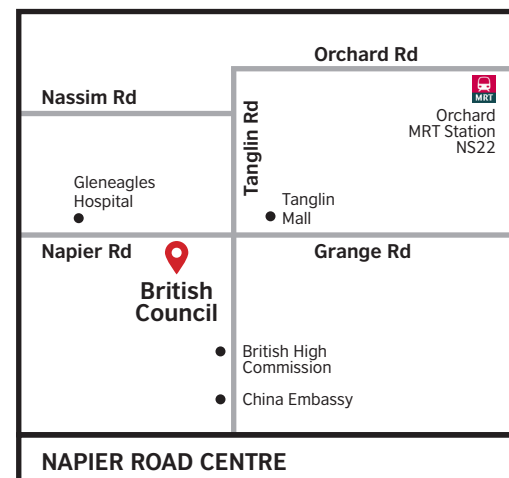 Orchard Rd
Nassim Rd
MRT
Orchard
MRT Station
NS22
Tanglin Rd
Gleneagles
Hospital
Tanglin
Mall
Napier Rd
Grange Rd
British
Council
British High
Commission
China Embassy
NAPIER ROAD CENTRE